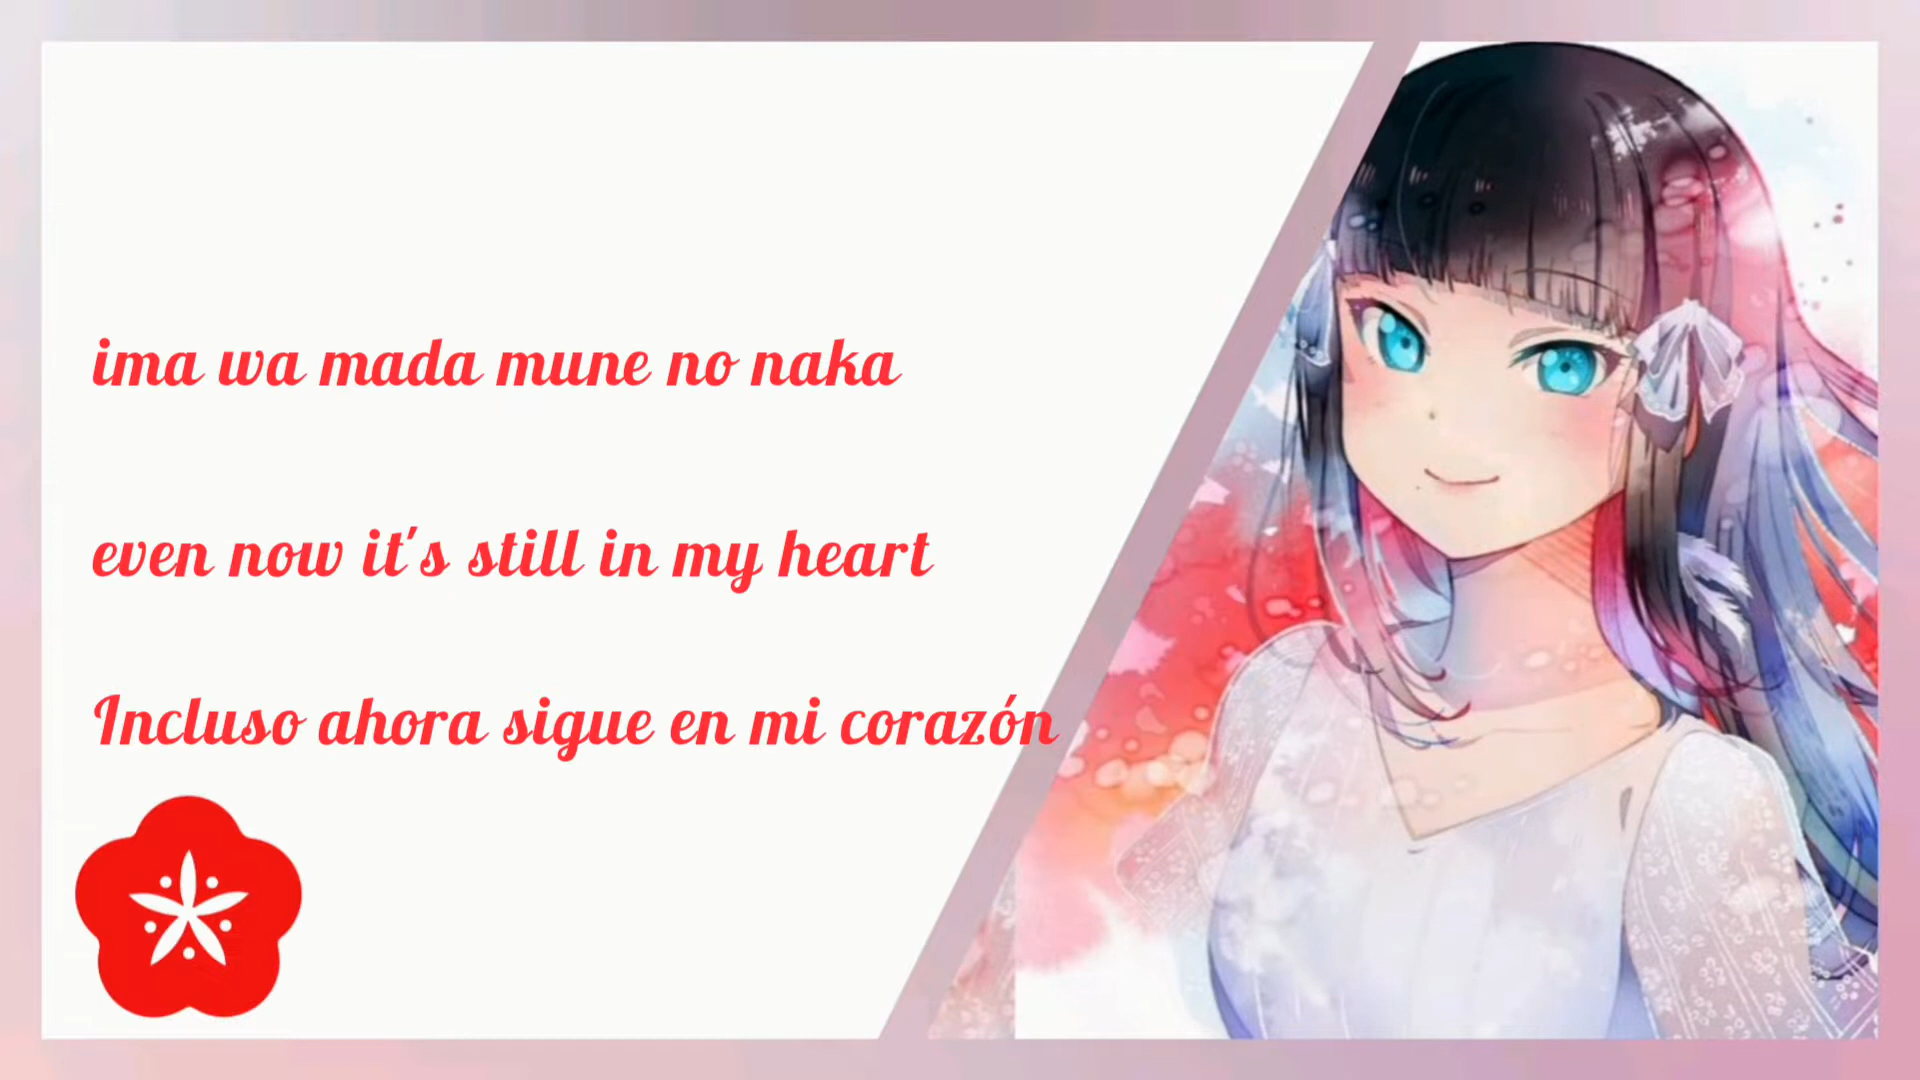 ima wa mada mune no naka
even now it's still in my heart
Incluso ahora sigue en mi corazón